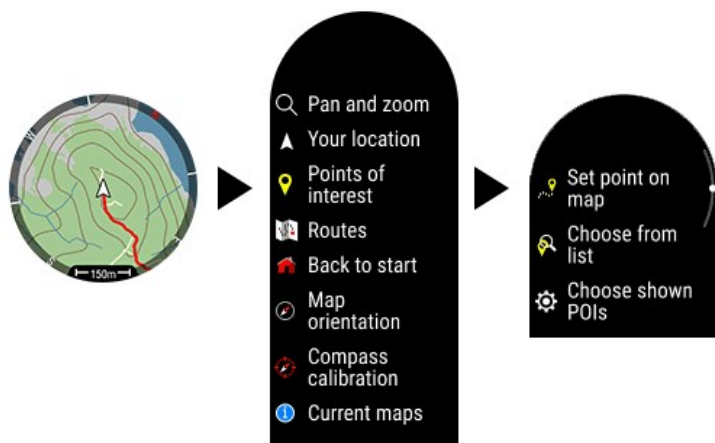 150m
Pan and zoom
Your location
Points of
interest
Routes
Back to start
Map
orientation
Compass
calibration
Current maps
Set point on
map
Choose from
list
Choose shown
POIs